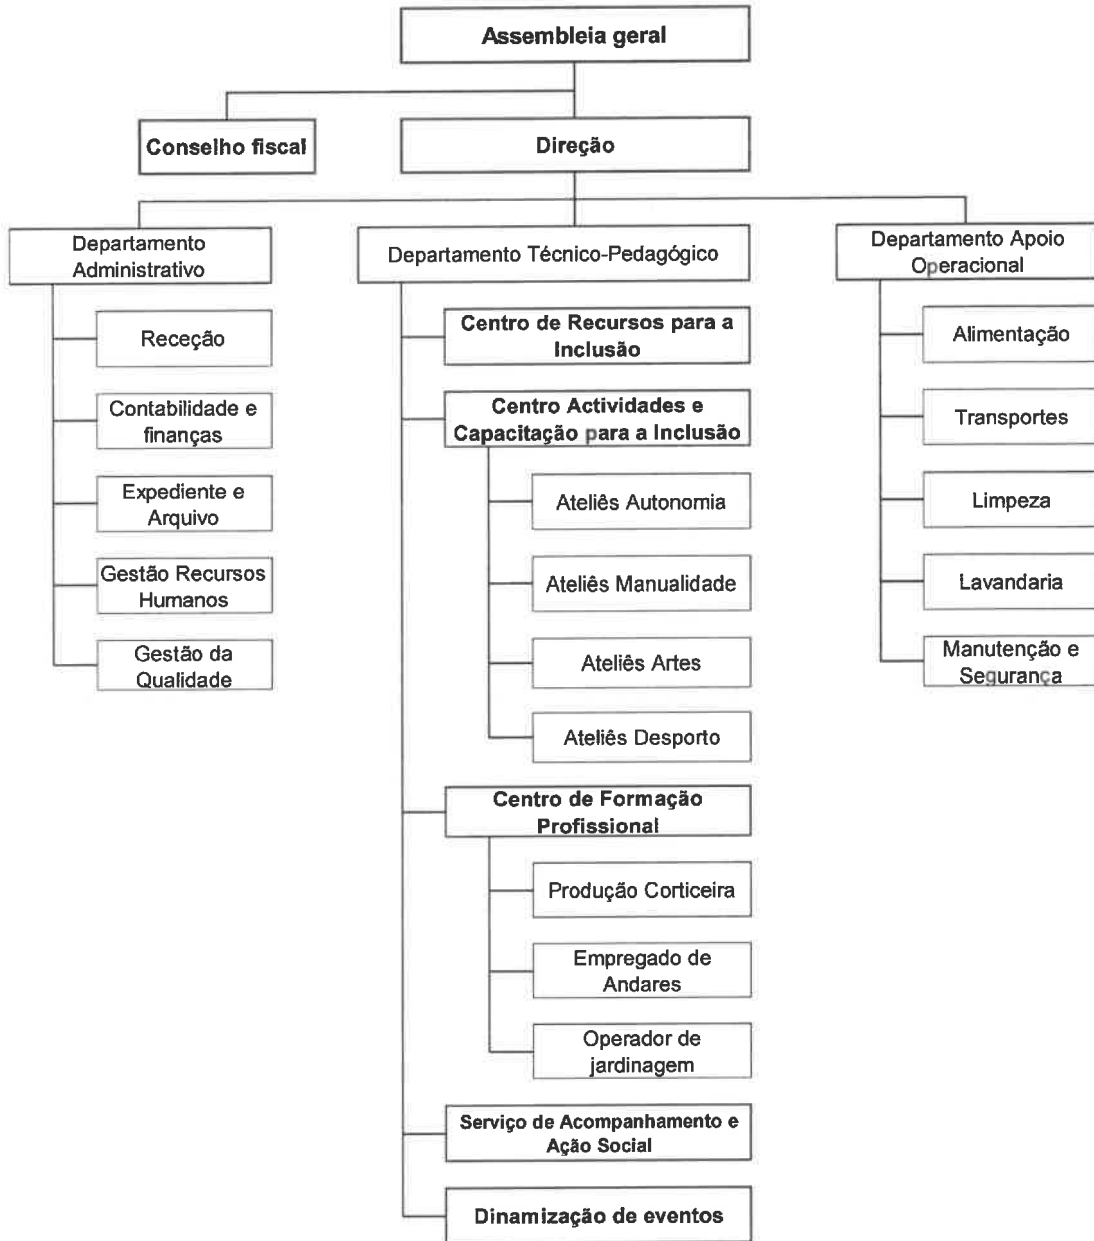 Assembleia geral
Conselho fiscal
Direção
Departamento
Administrativo
Receção
Contabilidade e
finanças
Expediente e
Arquivo
Gestão Recursos
Humanos
Gestão da
Qualidade
Departamento Técnico-Pedagógico
Centro de Recursos para a
Inclusão
Centro Actividades e
Capacitação para a Inclusão
Ateliês Autonomia
Ateliês Manualidade
Ateliês Artes
Ateliês Desporto
Centro de Formação
Profissional
Produção Corticeira
Empregado de
Andares
Operador de
jardinagem
Serviço de Acompanhamento e
Ação Social
Dinamização de eventos
Departamento Apoio
Operacional
Alimentação
Transportes
Limpeza
Lavandaria
Manutenção e
Segurança